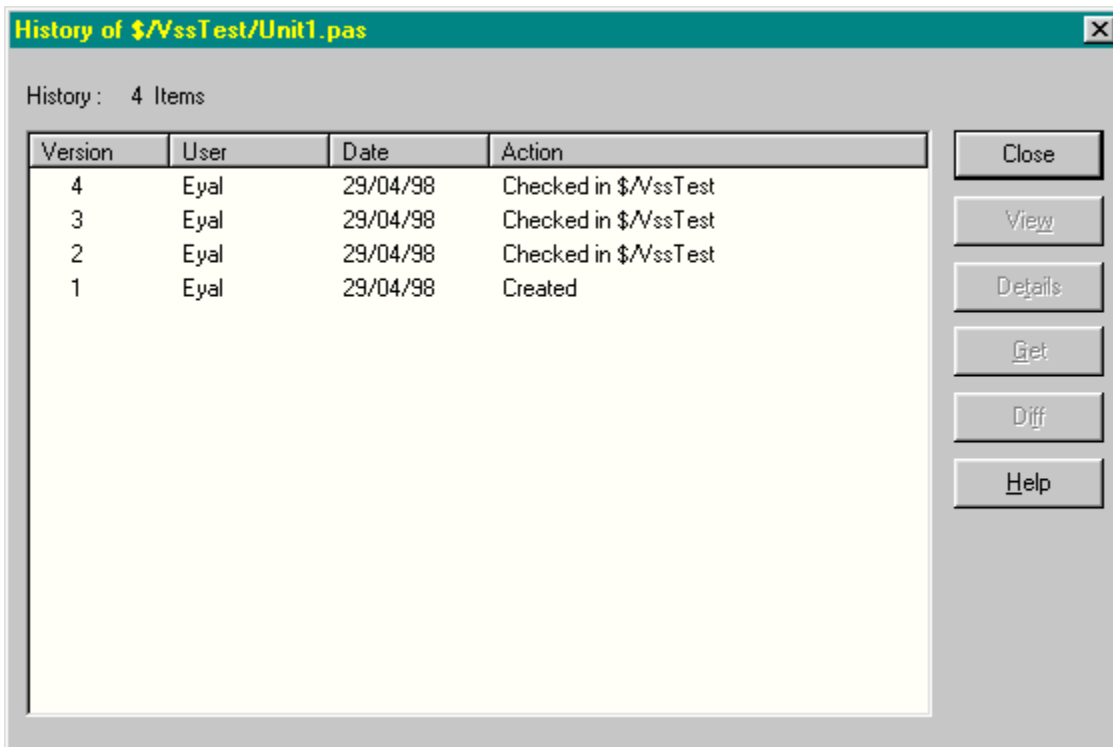 History of $/VssTest/Unit1.pas
History : 4 Items
Version User Date Action
4 Eyal 29/04/98 Checked in $/VssTest
3 Eyal 29/04/98 Checked in $/VssTest
2 Eyal 29/04/98 Checked in $/VssTest
1 Eyal 29/04/98 Created
Close
View
Details
Get
Diff
Help